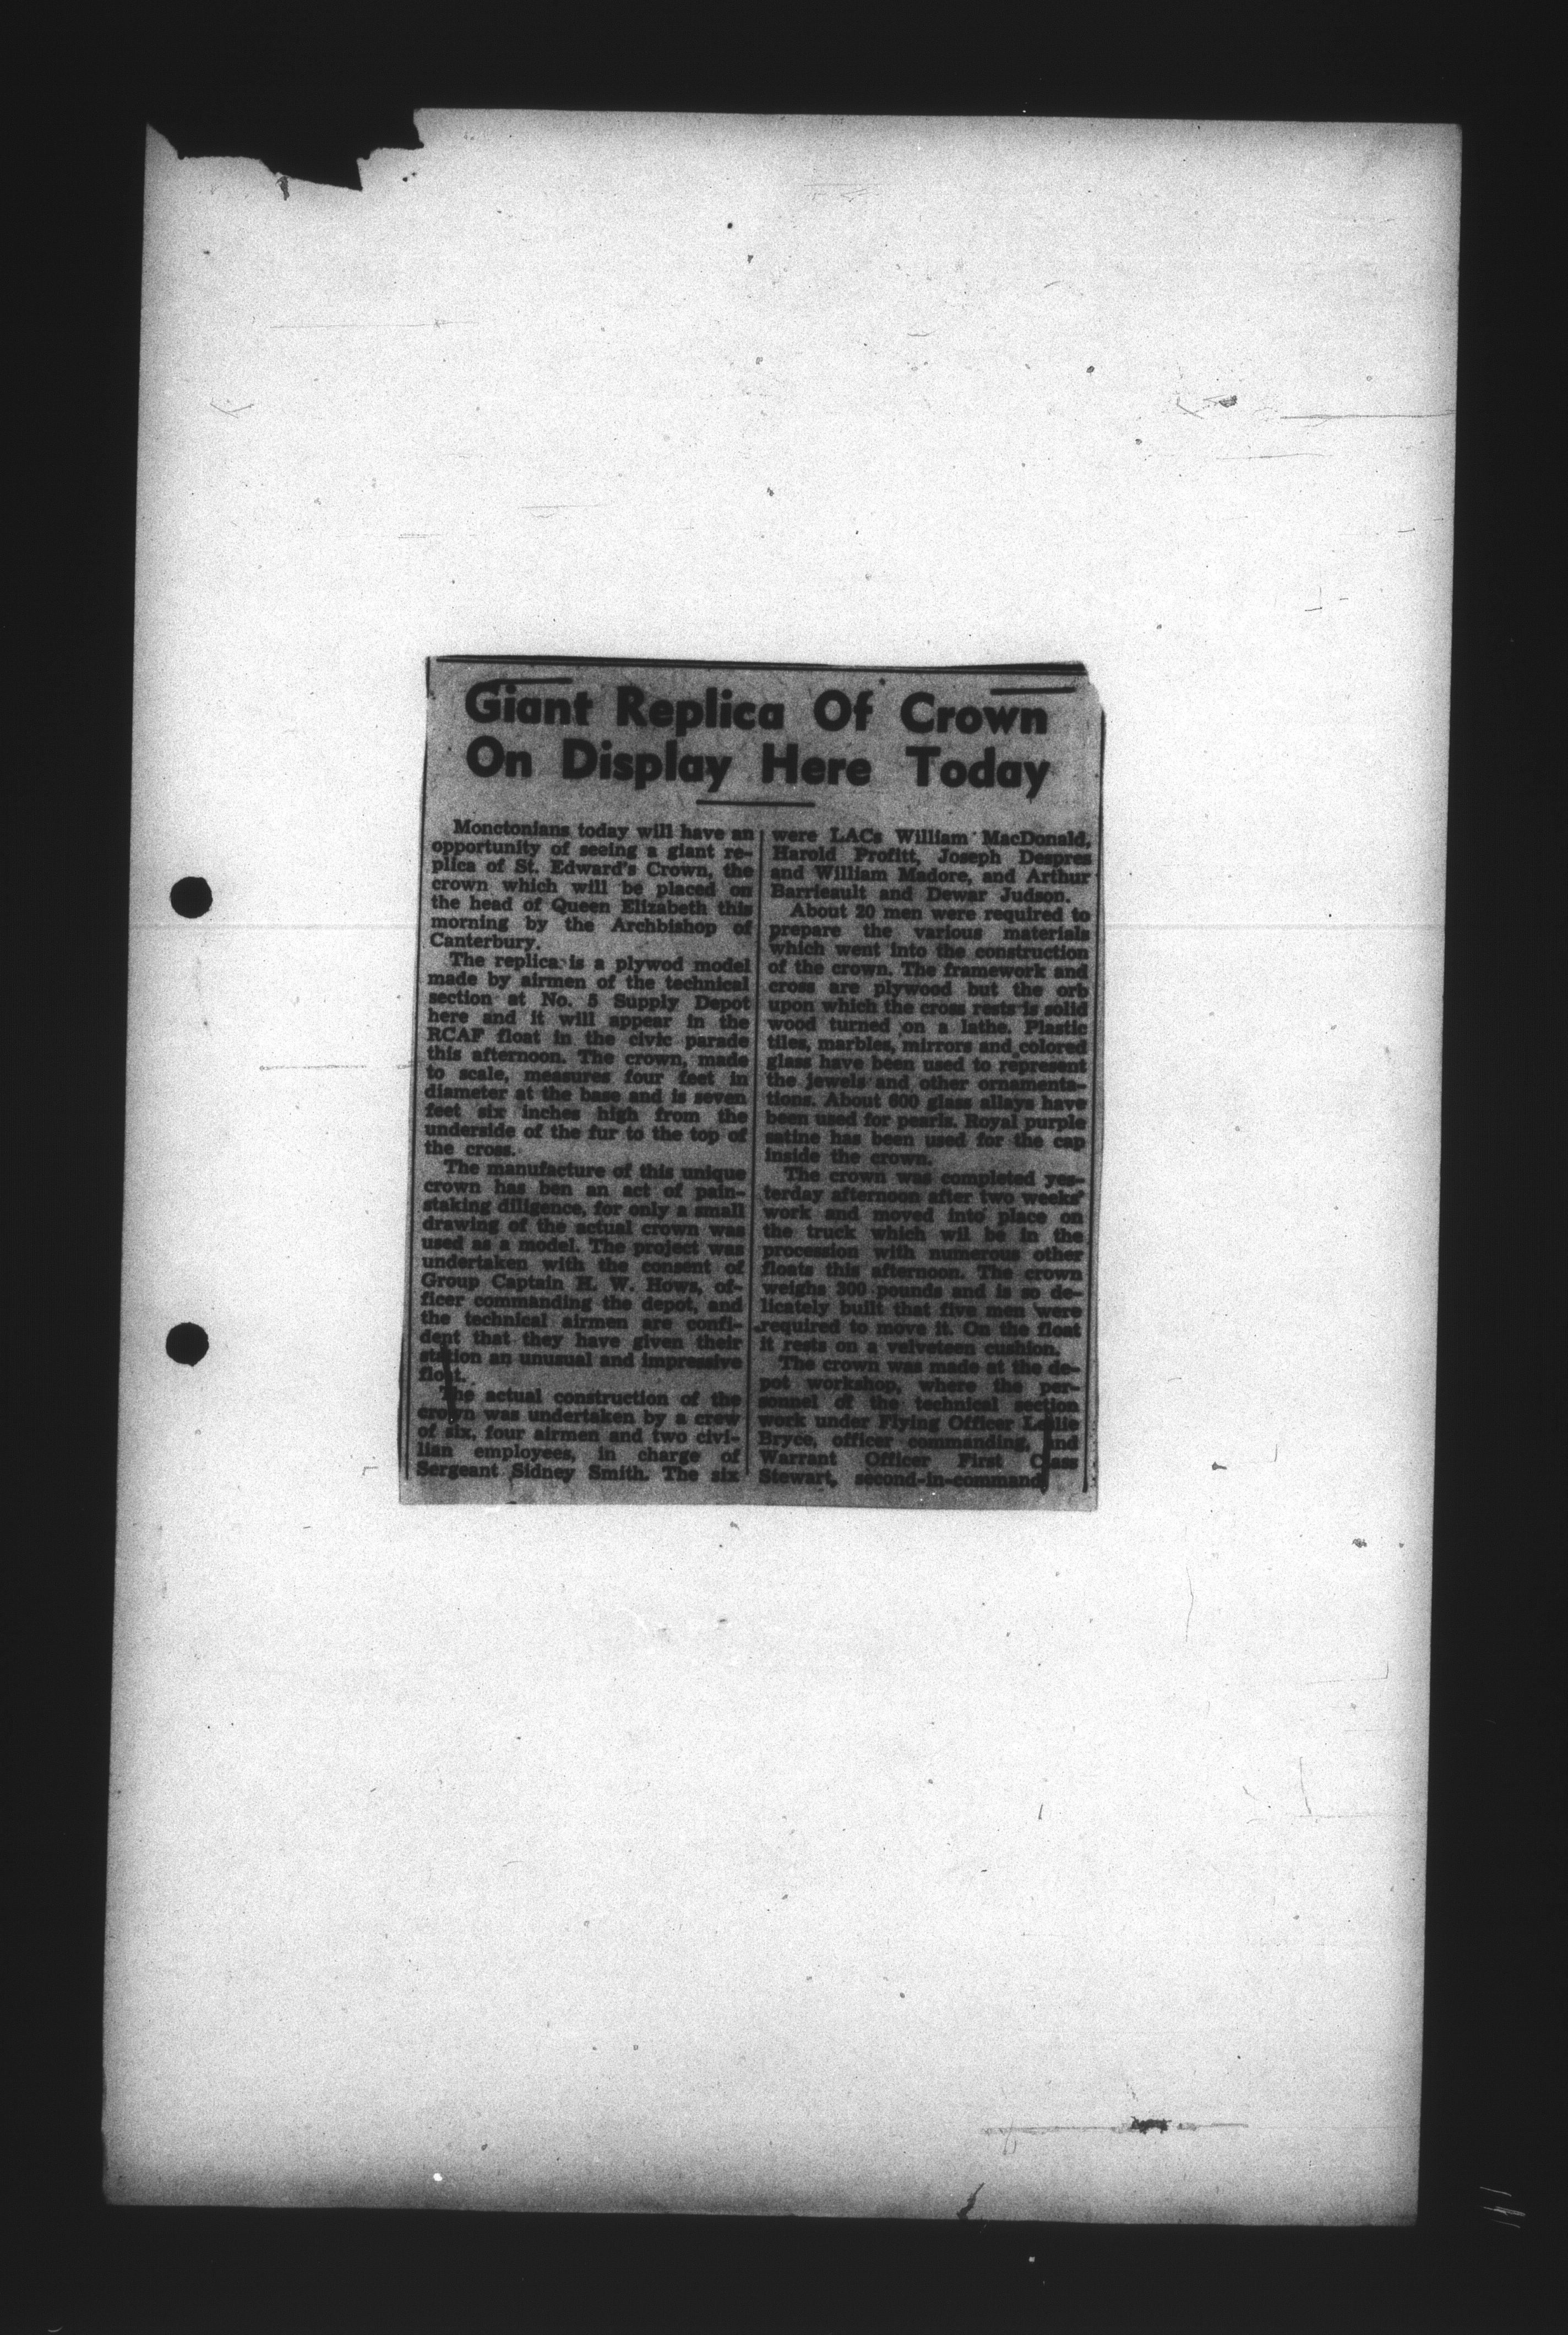 Giant Replica Of Crown
On Display Here Today
Monctonians today will have an
opportunity of seeing a giant re-
plica of St. Edward's Crown, the
crown which will be placed on
the head of Queen Elizabeth this
morning by the Archbishop of
Canterbury.
The replica is a plywod model
made by airmen of the technical
section at No. 5 Supply Depot
here and it will appear in the
RCAF float in the civic parade
this afternoon. The crown, made
to scale, measures four feet in
diameter at the base and is seven
feet six inches high from the
underside of the fur to the top of
the cross.
The manufacture of this unique
crown has ben an act of pain-
staking diligence, for only a small
drawing of the actual crown was
used as a model. The project was
undertaken with the consent of
Group Captain H. W. Hows, of-
ficer commanding the depot, and
the technical airmen are confi-
dent that they have given their
station an unusual and impressive
float.
The actual construction of the
crown was undertaken by a crew
of six, four airmen and two civi-
lian employees, in charge of
Sergeant Sidney Smith. The six
were LACs William MacDonald,
Harold Profitt, Joseph Despres
and William Madore, and Arthur
Barrieault and Dewar Judson.
About 20 men were required to
prepare the various materials
which went into the construction
of the crown. The framework and
cross are plywood but the orb
upon which the cross rests is solid
wood turned on a lathe. Plastic
tiles, marbles, mirrors and colored
glass have been used to represent
the jewels and other ornamenta-
tions. About 600 glass allays have
been used for pearls. Royal purple
satine has been used for the cap
inside the crown.
The crown was completed yes-
terday afternoon after two weeks'
work and moved into place on
the truck which wil be in the
procession with numerous other
floats this afternoon. The crown
weighs 300 pounds and is so de-
licately built that five men were
required to move it. On the float
it rests on a velveteen cushion.
The crown was made at the de-
pot workshop, where the per-
sonnel of the technical section
work under Flying Officer Leslie
Bryce, officer commanding, and
Warrant Officer First Class
Stewart, second-in-command.